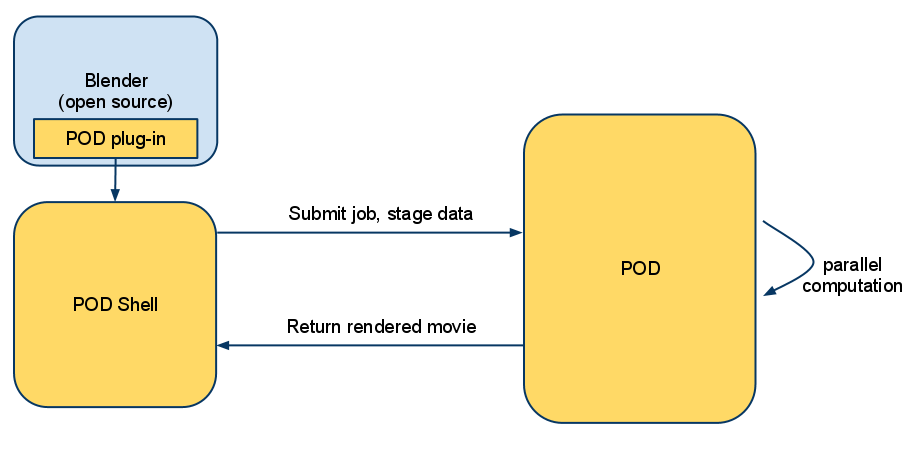 Blender
(open source)
POD plug-in
Submit job, stage data
POD
parallel
computation
POD Shell
Return rendered movie